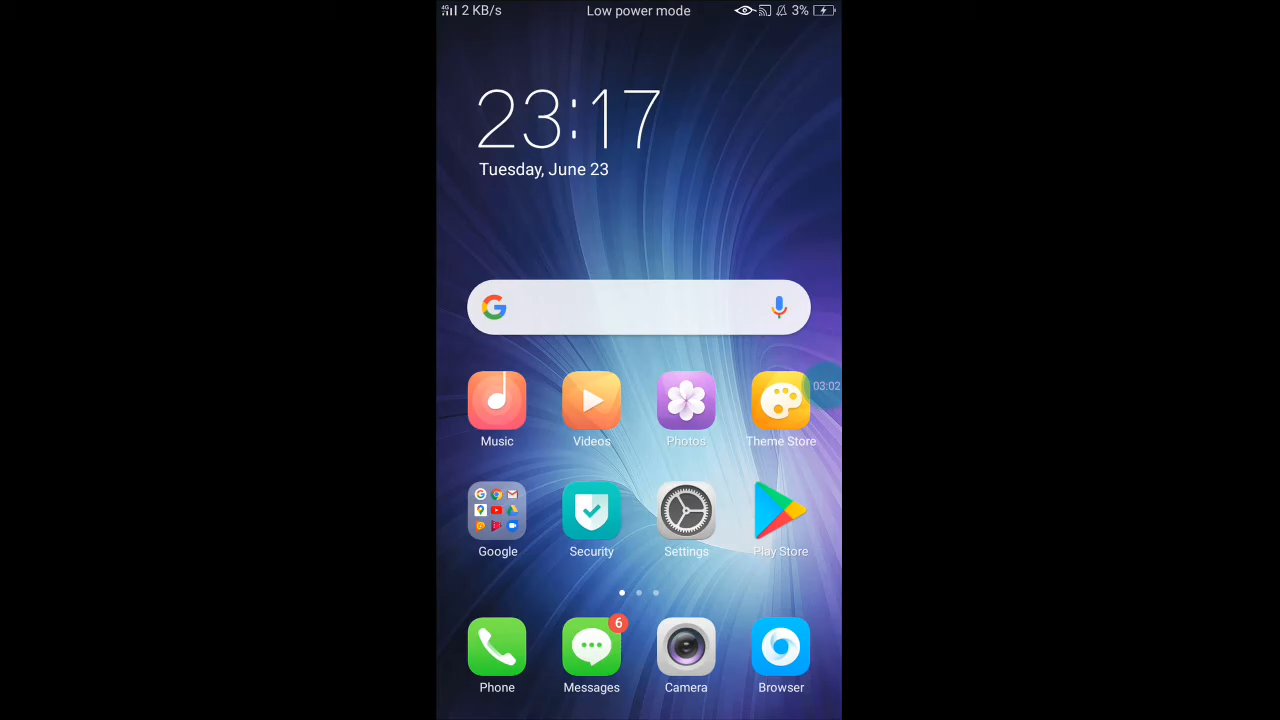 4G 2 KB/s Low power mode 3%
23:17
Tuesday, June 23
03:02
Music Videos Photos Theme Store
Google Security Settings Play Store
6
Phone Messages Camera Browser